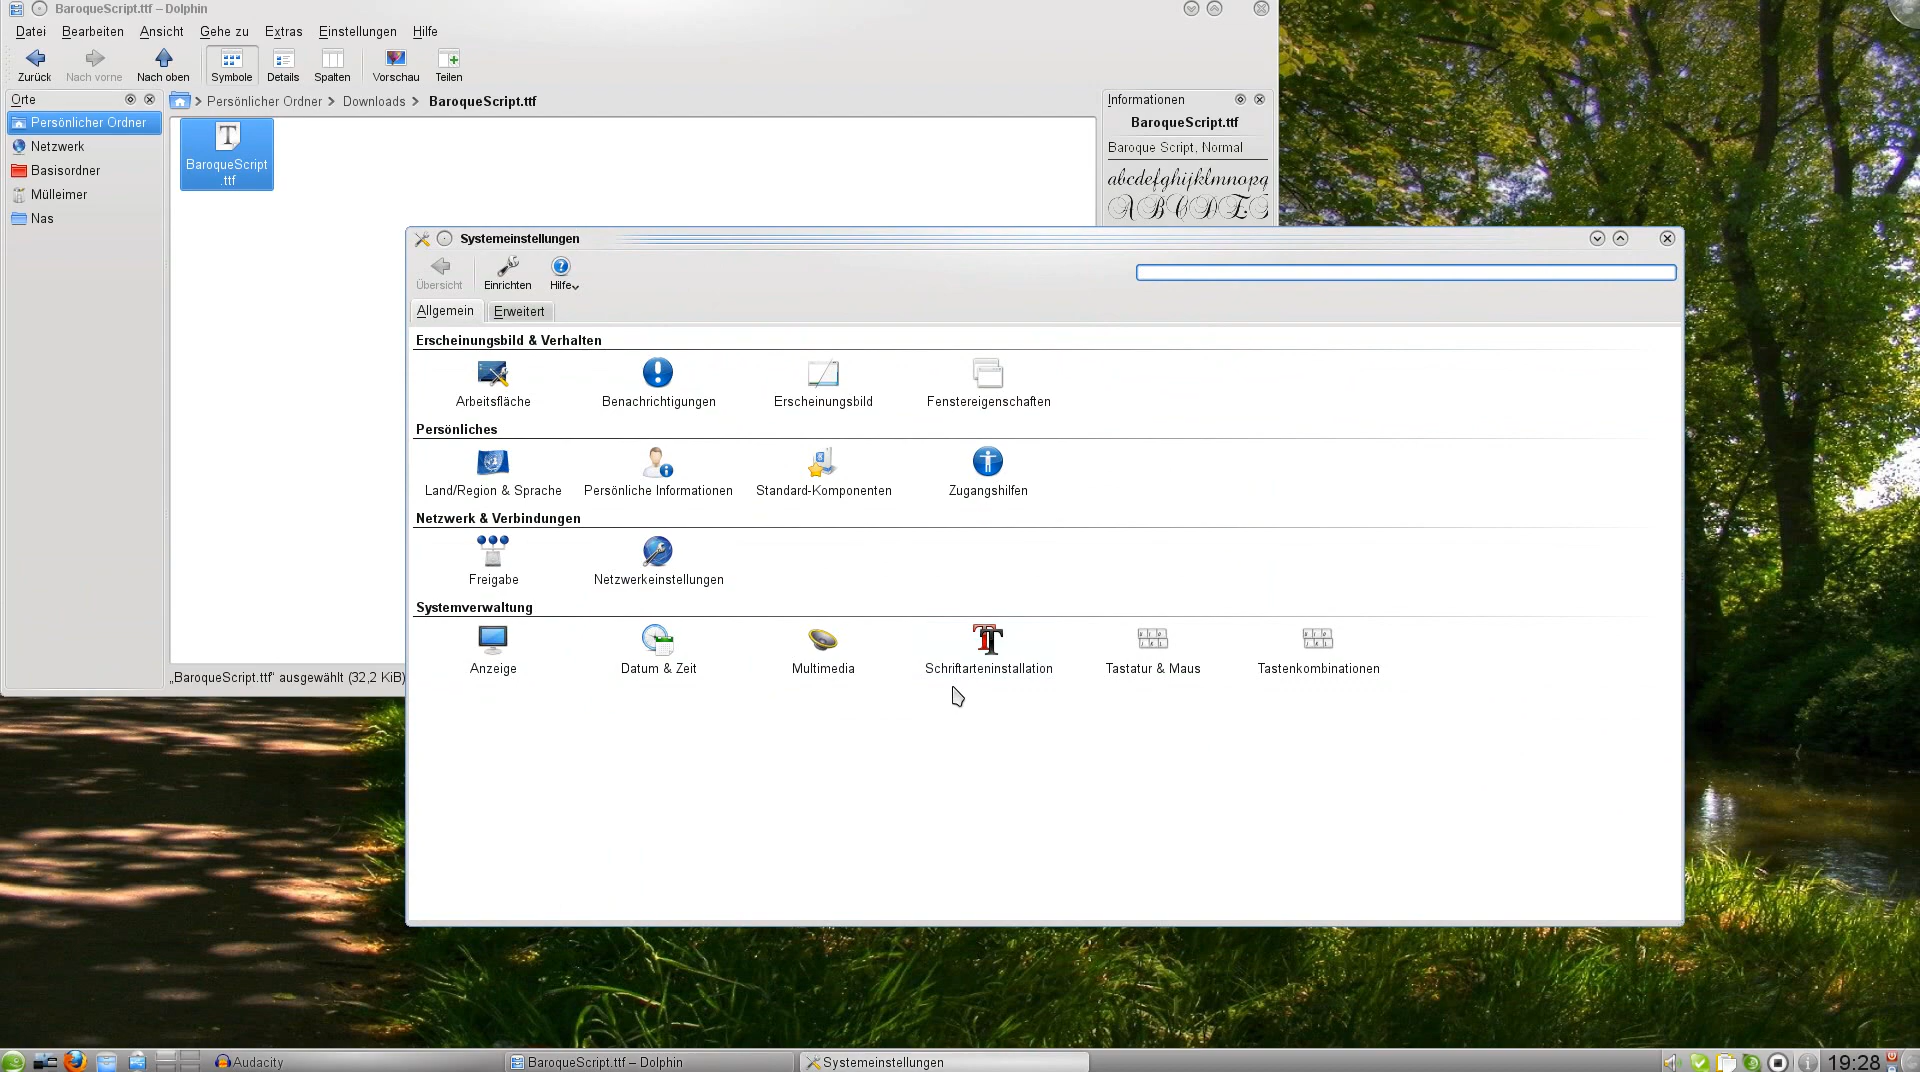 BaroqueScript.ttf – Dolphin
Datei Bearbeiten Ansicht Gehe zu Extras Einstellungen Hilfe
Zurück Nach vorne Nach oben Symbole Details Spalten Vorschau Teilen
Orte
Persönlicher Ordner
Netzwerk
Basisordner
Mülleimer
Nas
Persönlicher Ordner > Downloads > BaroqueScript.ttf
BaroqueScript
.ttf
Informationen
BaroqueScript.ttf
Baroque Script, Normal
abcdefghijklmnopq
ABCDE
„BaroqueScript.ttf“ ausgewählt (32,2 KiB)
Systemeinstellungen
Übersicht Einrichten Hilfe
Allgemein Erweitert
Erscheinungsbild & Verhalten
Arbeitsfläche Benachrichtigungen Erscheinungsbild Fenstereigenschaften
Persönliches
Land/Region & Sprache Persönliche Informationen Standard-Komponenten Zugangshilfen
Netzwerk & Verbindungen
Freigabe Netzwerkeinstellungen
Systemverwaltung
Anzeige Datum & Zeit Multimedia Schriftarteninstallation Tastatur & Maus Tastenkombinationen
Audacity BaroqueScript.ttf – Dolphin Systemeinstellungen 19:28